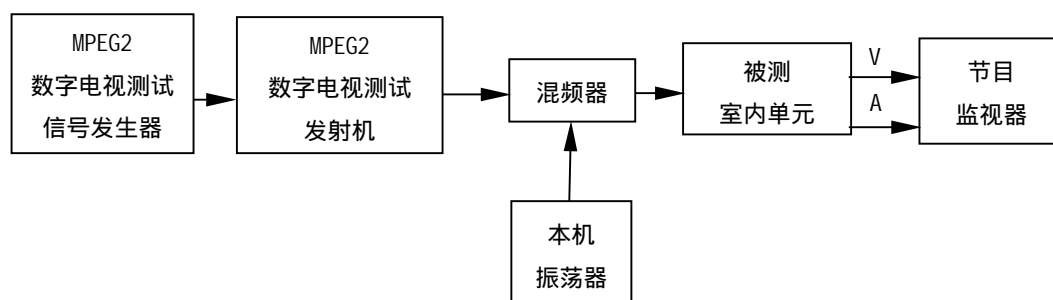 MPEG2
数字电视测试
信号发生器
MPEG2
数字电视测试
发射机
混频器
被测
室内单元
V
A
节目
监视器
本机
振荡器